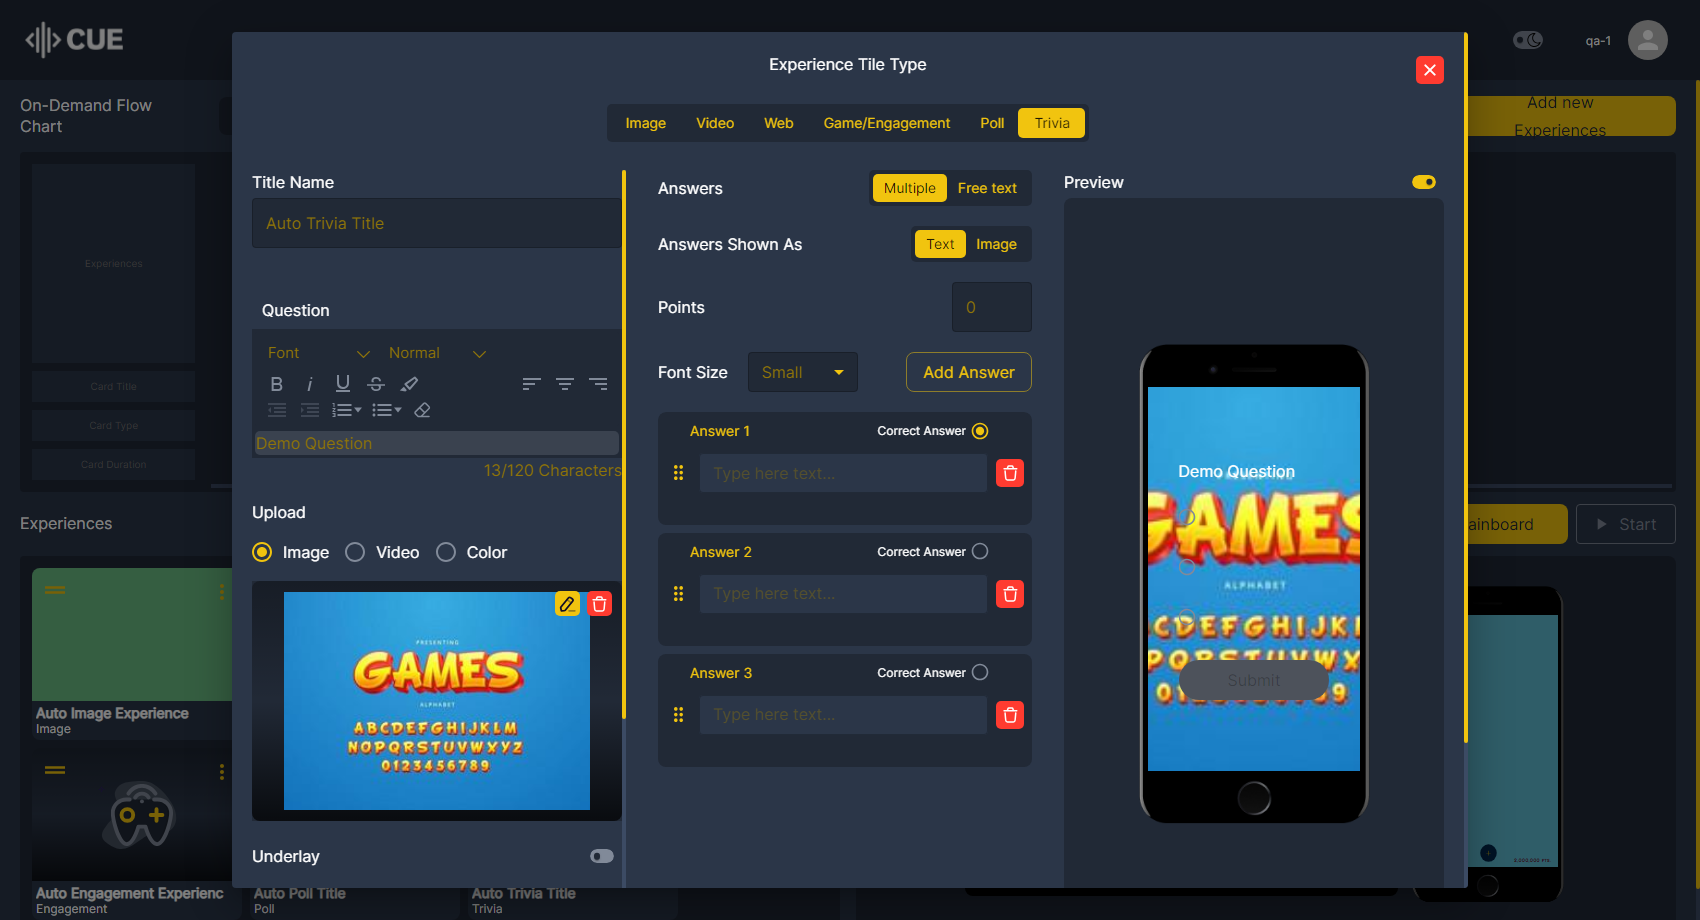 CUE
qa-1
On-Demand Flow
Chart
Add new
Experiences
Experiences
Card Title
Card Type
Card Duration
Experiences
ainboard
Start
Auto Image Experience
Image
Auto Engagement Experienc
Engagement
Auto Poll Title
Poll
Auto Trivia Title
Trivia
Experience Tile Type
Image
Video
Web
Game/Engagement
Poll
Trivia
Title Name
Auto Trivia Title
Question
Font
Normal
B
i
U
S
Demo Question
13/120 Characters
Upload
Image
Video
Color
PRESENTING
GAMES
ALPHABET
ABCDEFGHIJKLM
NOPQRSTUVWXYZ
0123456789
Underlay
Answers
Multiple
Free text
Answers Shown As
Text
Image
Points
0
Font Size
Small
Add Answer
Answer 1
Correct Answer
Type here text...
Answer 2
Correct Answer
Type here text...
Answer 3
Correct Answer
Type here text...
Preview
Demo Question
GAMES
ALPHABET
CDEFGHIJK
OPQRSTUVWXY
Submit